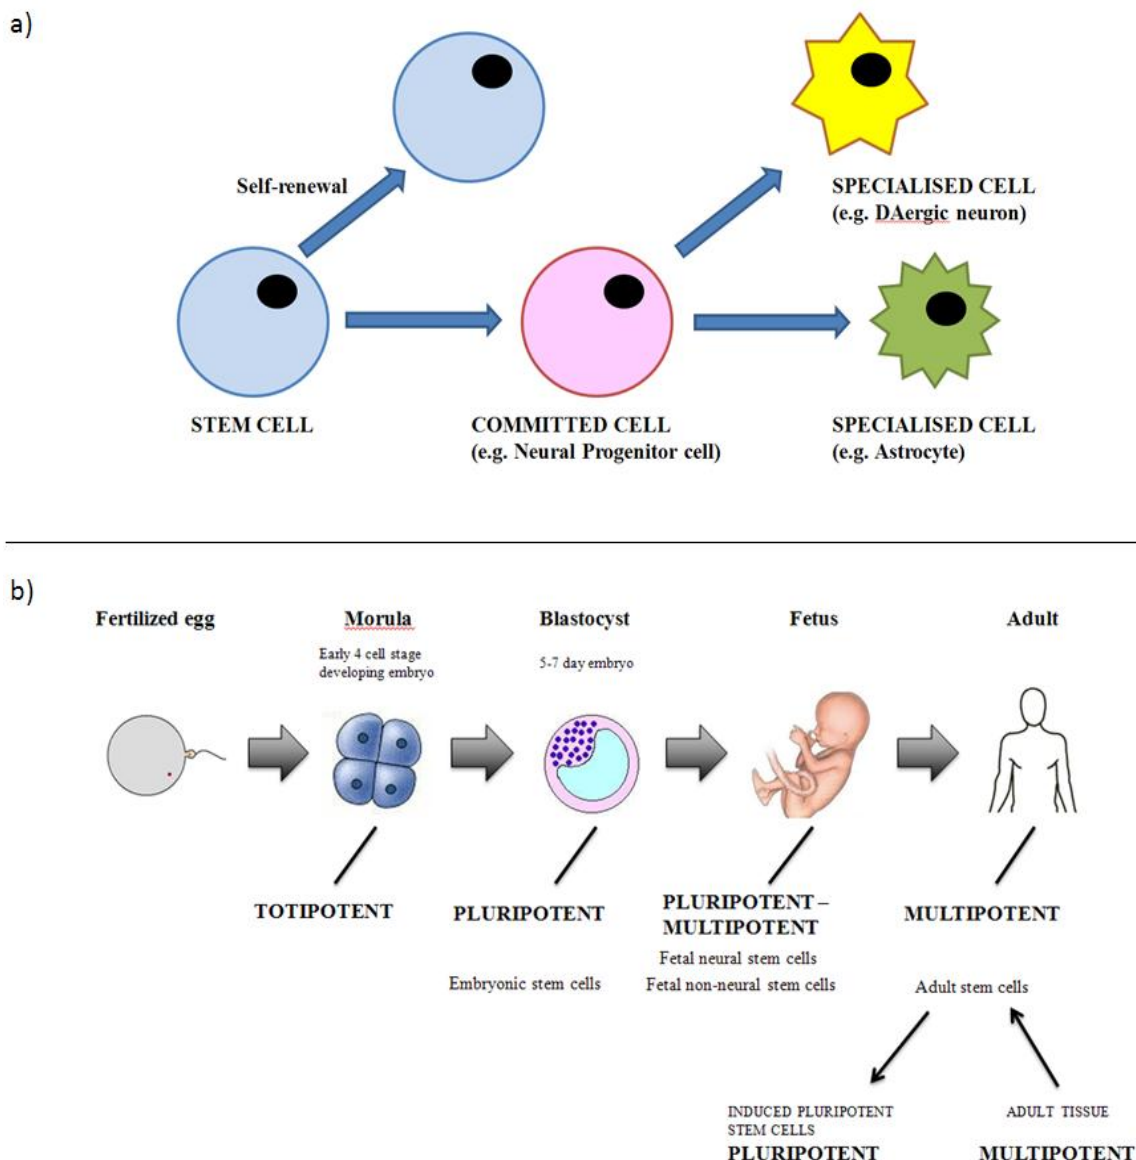 a)
Self-renewal
STEM CELL
COMMITTED CELL
(e.g. Neural Progenitor cell)
SPECIALISED CELL
(e.g. DAergic neuron)
SPECIALISED CELL
(e.g. Astrocyte)
b)
Fertilized egg
Morula
Early 4 cell stage
developing embryo
Blastocyst
5-7 day embryo
Fetus
Adult
TOTIPOTENT
PLURIPOTENT
Embryonic stem cells
PLURIPOTENT –
MULTIPOTENT
Fetal neural stem cells
Fetal non-neural stem cells
MULTIPOTENT
Adult stem cells
INDUCED PLURIPOTENT
STEM CELLS
PLURIPOTENT
ADULT TISSUE
MULTIPOTENT